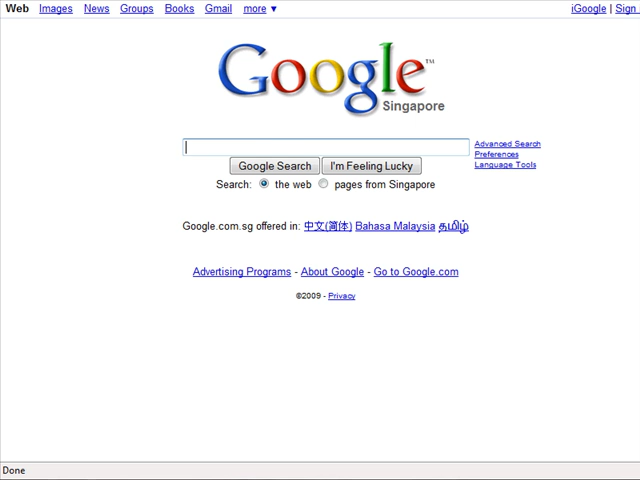 Web Images News Groups Books Gmail more ▼ iGoogle | Sign
Google™
Singapore
Advanced Search
Preferences
Language Tools
Google Search I'm Feeling Lucky
Search: the web pages from Singapore
Google.com.sg offered in: 中文(简体) Bahasa Malaysia தமிழ்
Advertising Programs - About Google - Go to Google.com
©2009 - Privacy
Done